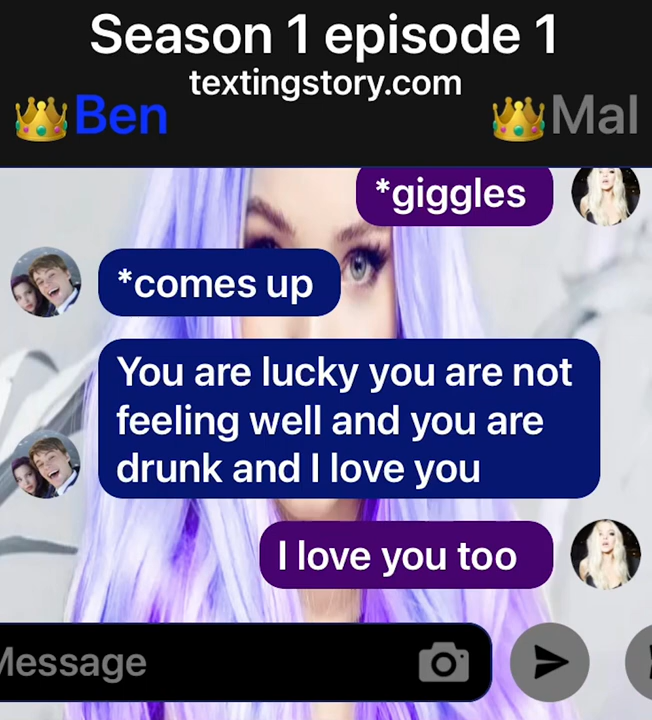 Season 1 episode 1
textingstory.com
👑Ben
👑Mal
*giggles
*comes up
You are lucky you are not
feeling well and you are
drunk and I love you
I love you too
Message